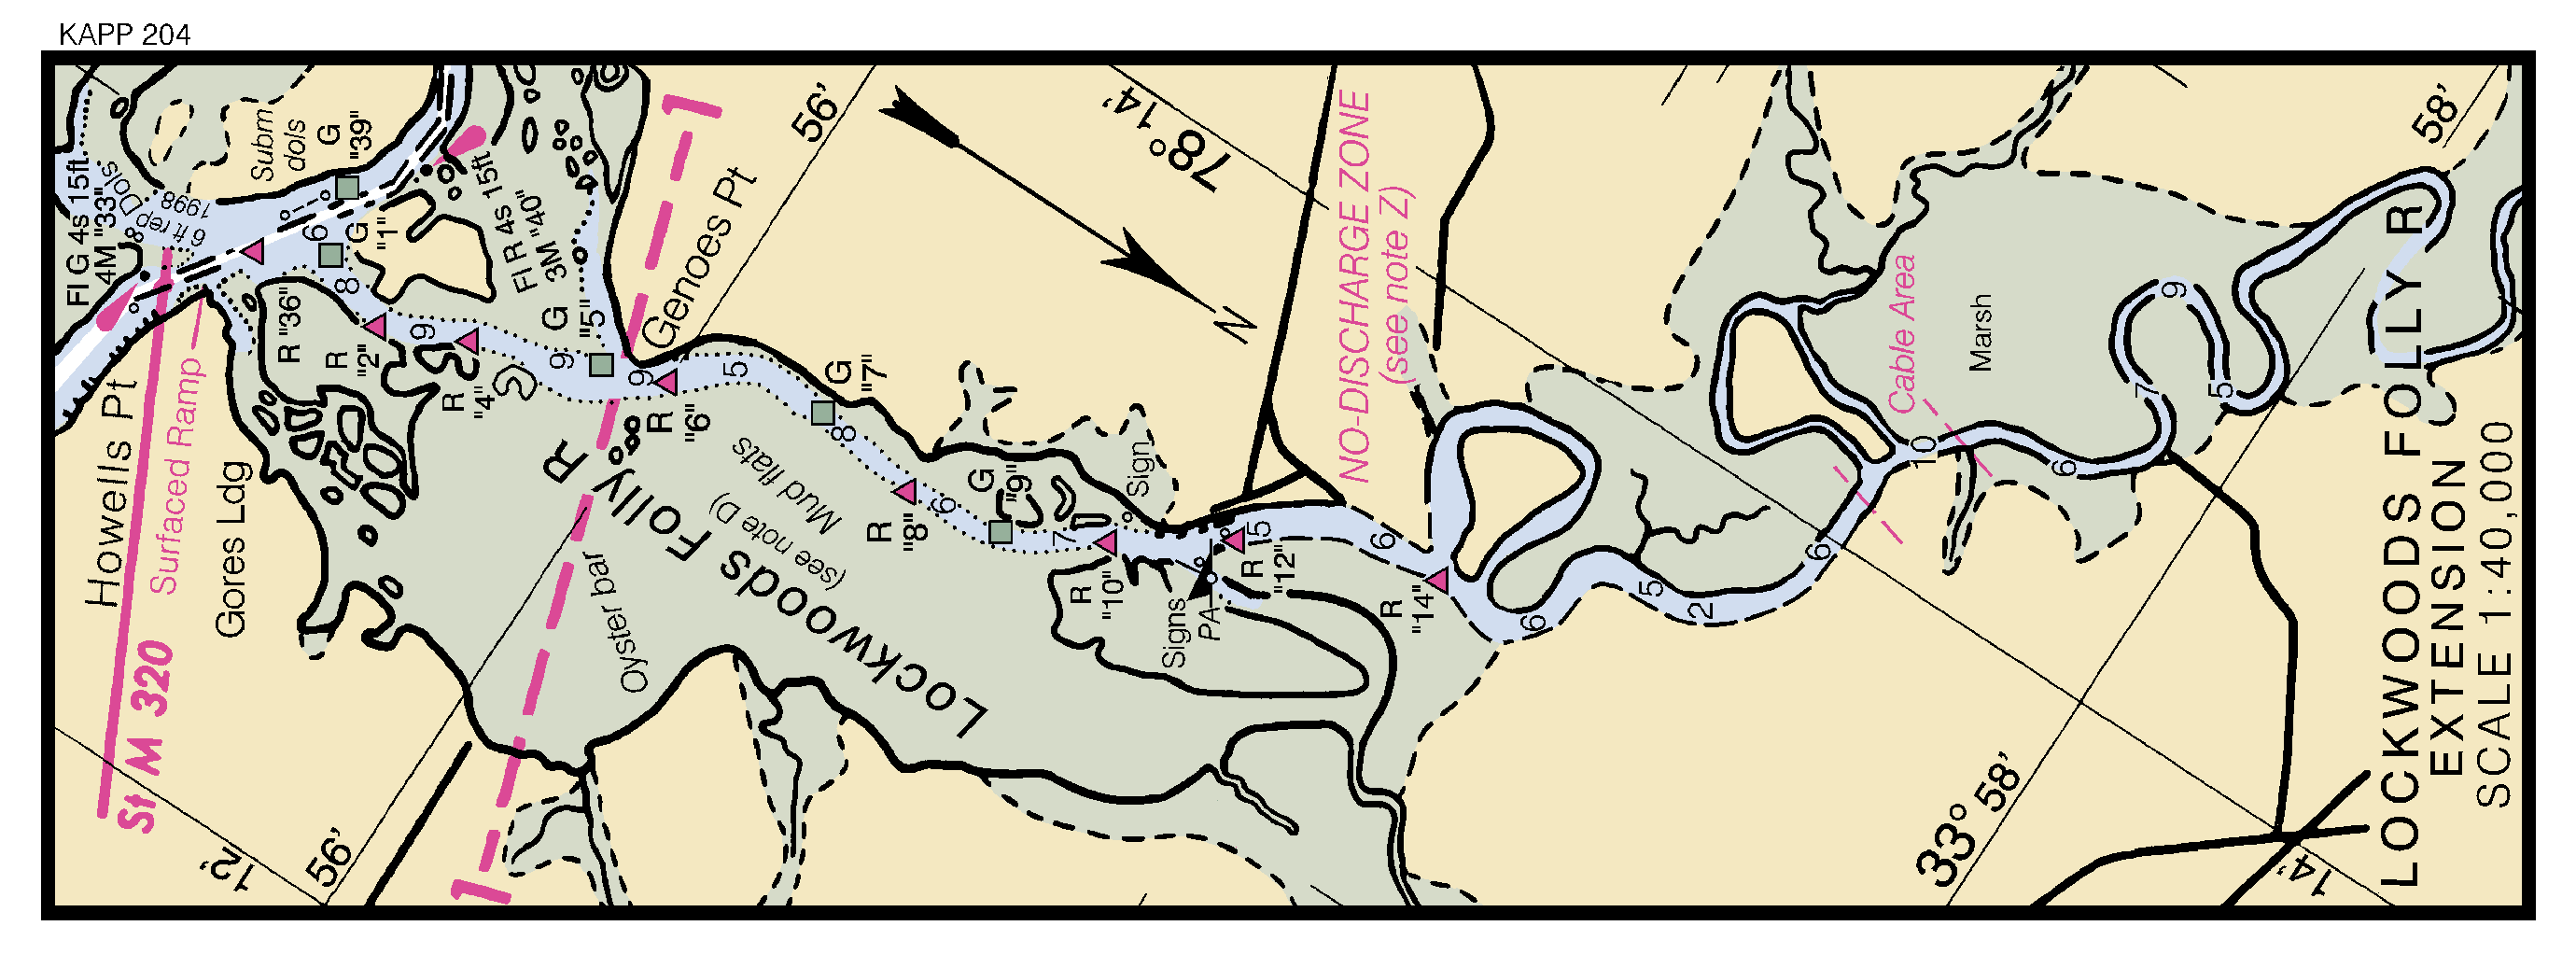 KAPP 204
Fl G 4s 15ft
4M "33"
Dols
6 ft rep
1998
8
Subm
dols
G
"39"
6
G
"1"
8
R "36"
R
"2"
9
R
"4"
Fl R 4s 15ft
3M "40"
G
"5"
9
9
R
"6"
5
1
Genoes Pt
56'
G
"7"
8
R
"8"
6
G
"9"
7
R
"10"
Sign
Signs
PA
R
"12"
5
6
R
"14"
6
5
2
6
10
6
7
9
5
Howells Pt
Surfaced Ramp
St M 320
Gores Ldg
Oyster bar
Mud flats
(see note D)
Lockwoods Folly R
12'
56'
1
78° 14'
N
NO-DISCHARGE ZONE
(see note Z)
Cable Area
Marsh
58'
33° 58'
14'
LOCKWOODS FOLLY R
EXTENSION
SCALE 1:40,000